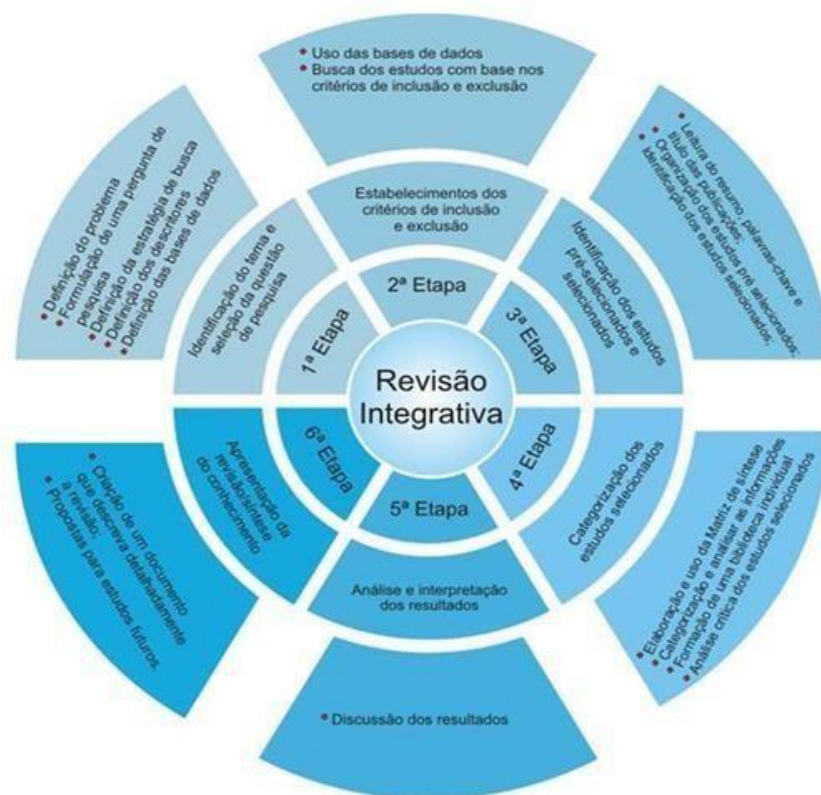 Revisão
Integrativa
1ª Etapa
Identificação do tema e
seleção da questão
de pesquisa
• Definição do problema
• Formulação de uma pergunta de
pesquisa
• Definição da estratégia de busca
• Definição dos descritores
• Definição das bases de dados
2ª Etapa
Estabelecimentos dos
critérios de inclusão
e exclusão
• Uso das bases de dados
• Busca dos estudos com base nos
critérios de inclusão e exclusão
3ª Etapa
Identificação dos estudos
pré-selecionados e
selecionados
• Leitura do resumo, palavras-chave e
título das publicações;
• Organização dos estudos pré selecionados;
• Identificação dos estudos selecionados;
4ª Etapa
Categorização dos
estudos selecionados
• Elaboração e uso da Matriz de síntese
• Categorização e analisar as informações
• Formação de uma biblioteca individual
• Análise crítica dos estudos selecionados
5ª Etapa
Análise e interpretação
dos resultados
• Discussão dos resultados
6ª Etapa
Apresentação da
revisão/síntese
do conhecimento
• Criação de um documento
que descreva detalhadamente
a revisão;
• Propostas para estudos futuros.